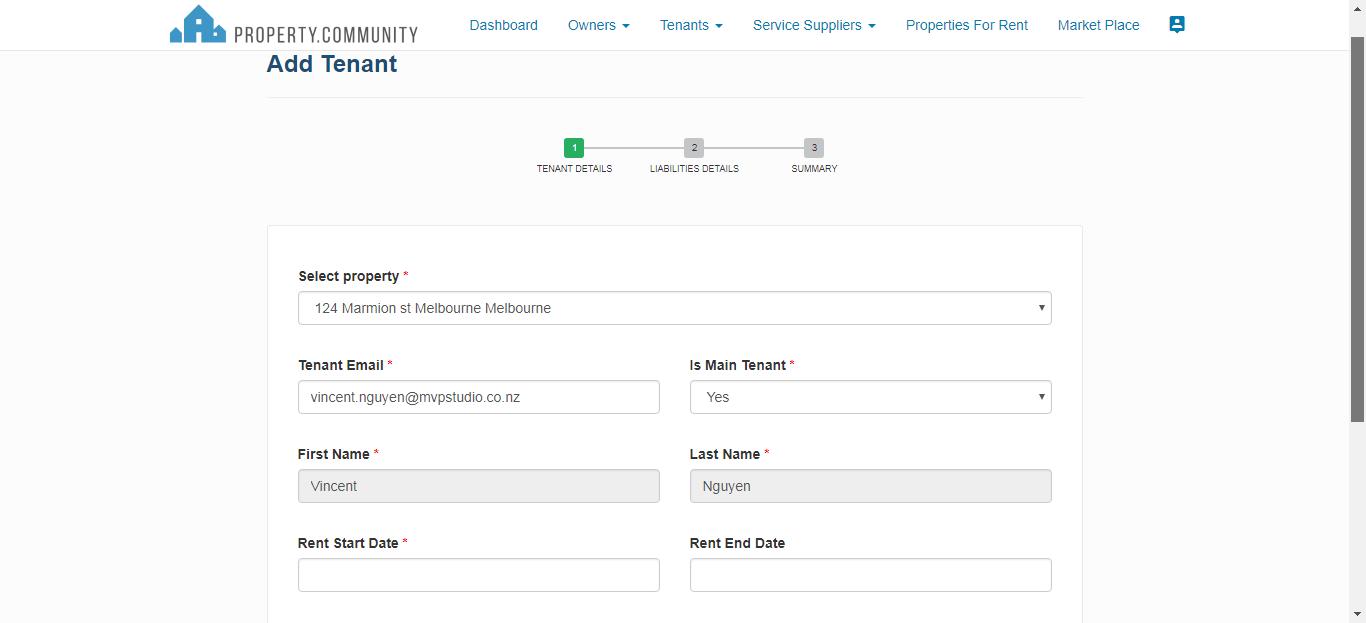 PROPERTY.COMMUNITY Dashboard Owners Tenants Service Suppliers Properties For Rent Market Place
Add Tenant
1 2 3
TENANT DETAILS LIABILITIES DETAILS SUMMARY
Select property *
124 Marmion st Melbourne Melbourne
Tenant Email * Is Main Tenant *
vincent.nguyen@mvpstudio.co.nz Yes
First Name * Last Name *
Vincent Nguyen
Rent Start Date * Rent End Date